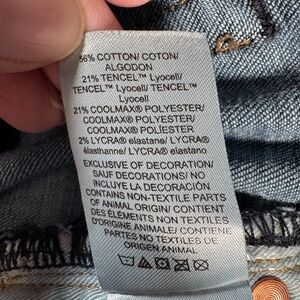 56% COTTON/ COTON/
ALGODON
21% TENCEL™ Lyocell/
TENCEL™ Lyocell/ TENCEL™
Lyocell
21% COOLMAX® POLYESTER/
COOLMAX® POLYESTER/
COOLMAX® POLIÉSTER
2% LYCRA® elastane/ LYCRA®
élasthanne/ LYCRA® elastano
EXCLUSIVE OF DECORATION/
SAUF DECORATIONS/ NO
INCLUYE LA DECORACIÓN
CONTAINS NON-TEXTILE PARTS
OF ANIMAL ORIGIN/ CONTIENT
DES ÉLÉMENTS NON TEXTILES
D'ORIGINE ANIMALE/ CONTIENE
PARTES NO TEXTILES DE
ORIGEN ANIMAL